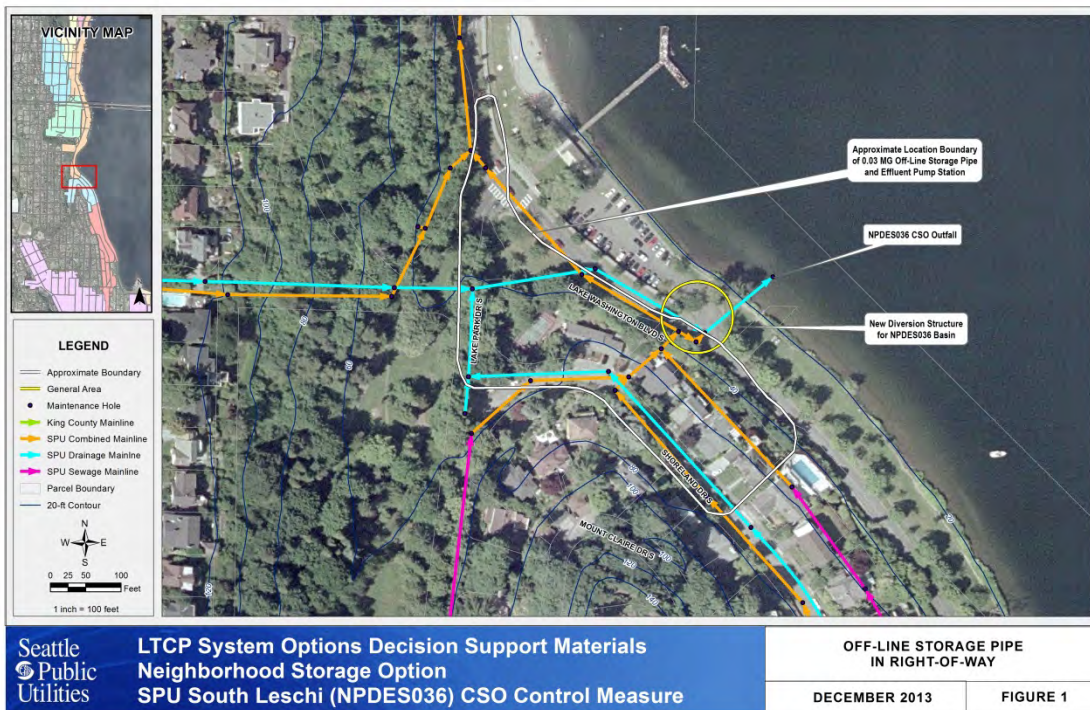 VICINITY MAP
LEGEND
Approximate Boundary
General Area
Maintenance Hole
King County Mainline
SPU Combined Mainline
SPU Drainage Mainlne
SPU Sewage Mainline
Parcel Boundary
20-ft Contour
N
W
E
S
0 25 50 100
Feet
1 inch = 100 feet
Approximate Location Boundary
of 0.03 MG Off-Line Storage Pipe
and Effluent Pump Station
NPDES036 CSO Outfall
New Diversion Structure
for NPDES036 Basin
LAKE WASHINGTON BLVD S
LAKE PARK DR S
SHORELAND DR S
MOUNT CLAIRE DR S
100
120
100
120
Seattle
Public
Utilities
LTCP System Options Decision Support Materials
Neighborhood Storage Option
SPU South Leschi (NPDES036) CSO Control Measure
OFF-LINE STORAGE PIPE
IN RIGHT-OF-WAY
DECEMBER 2013
FIGURE 1